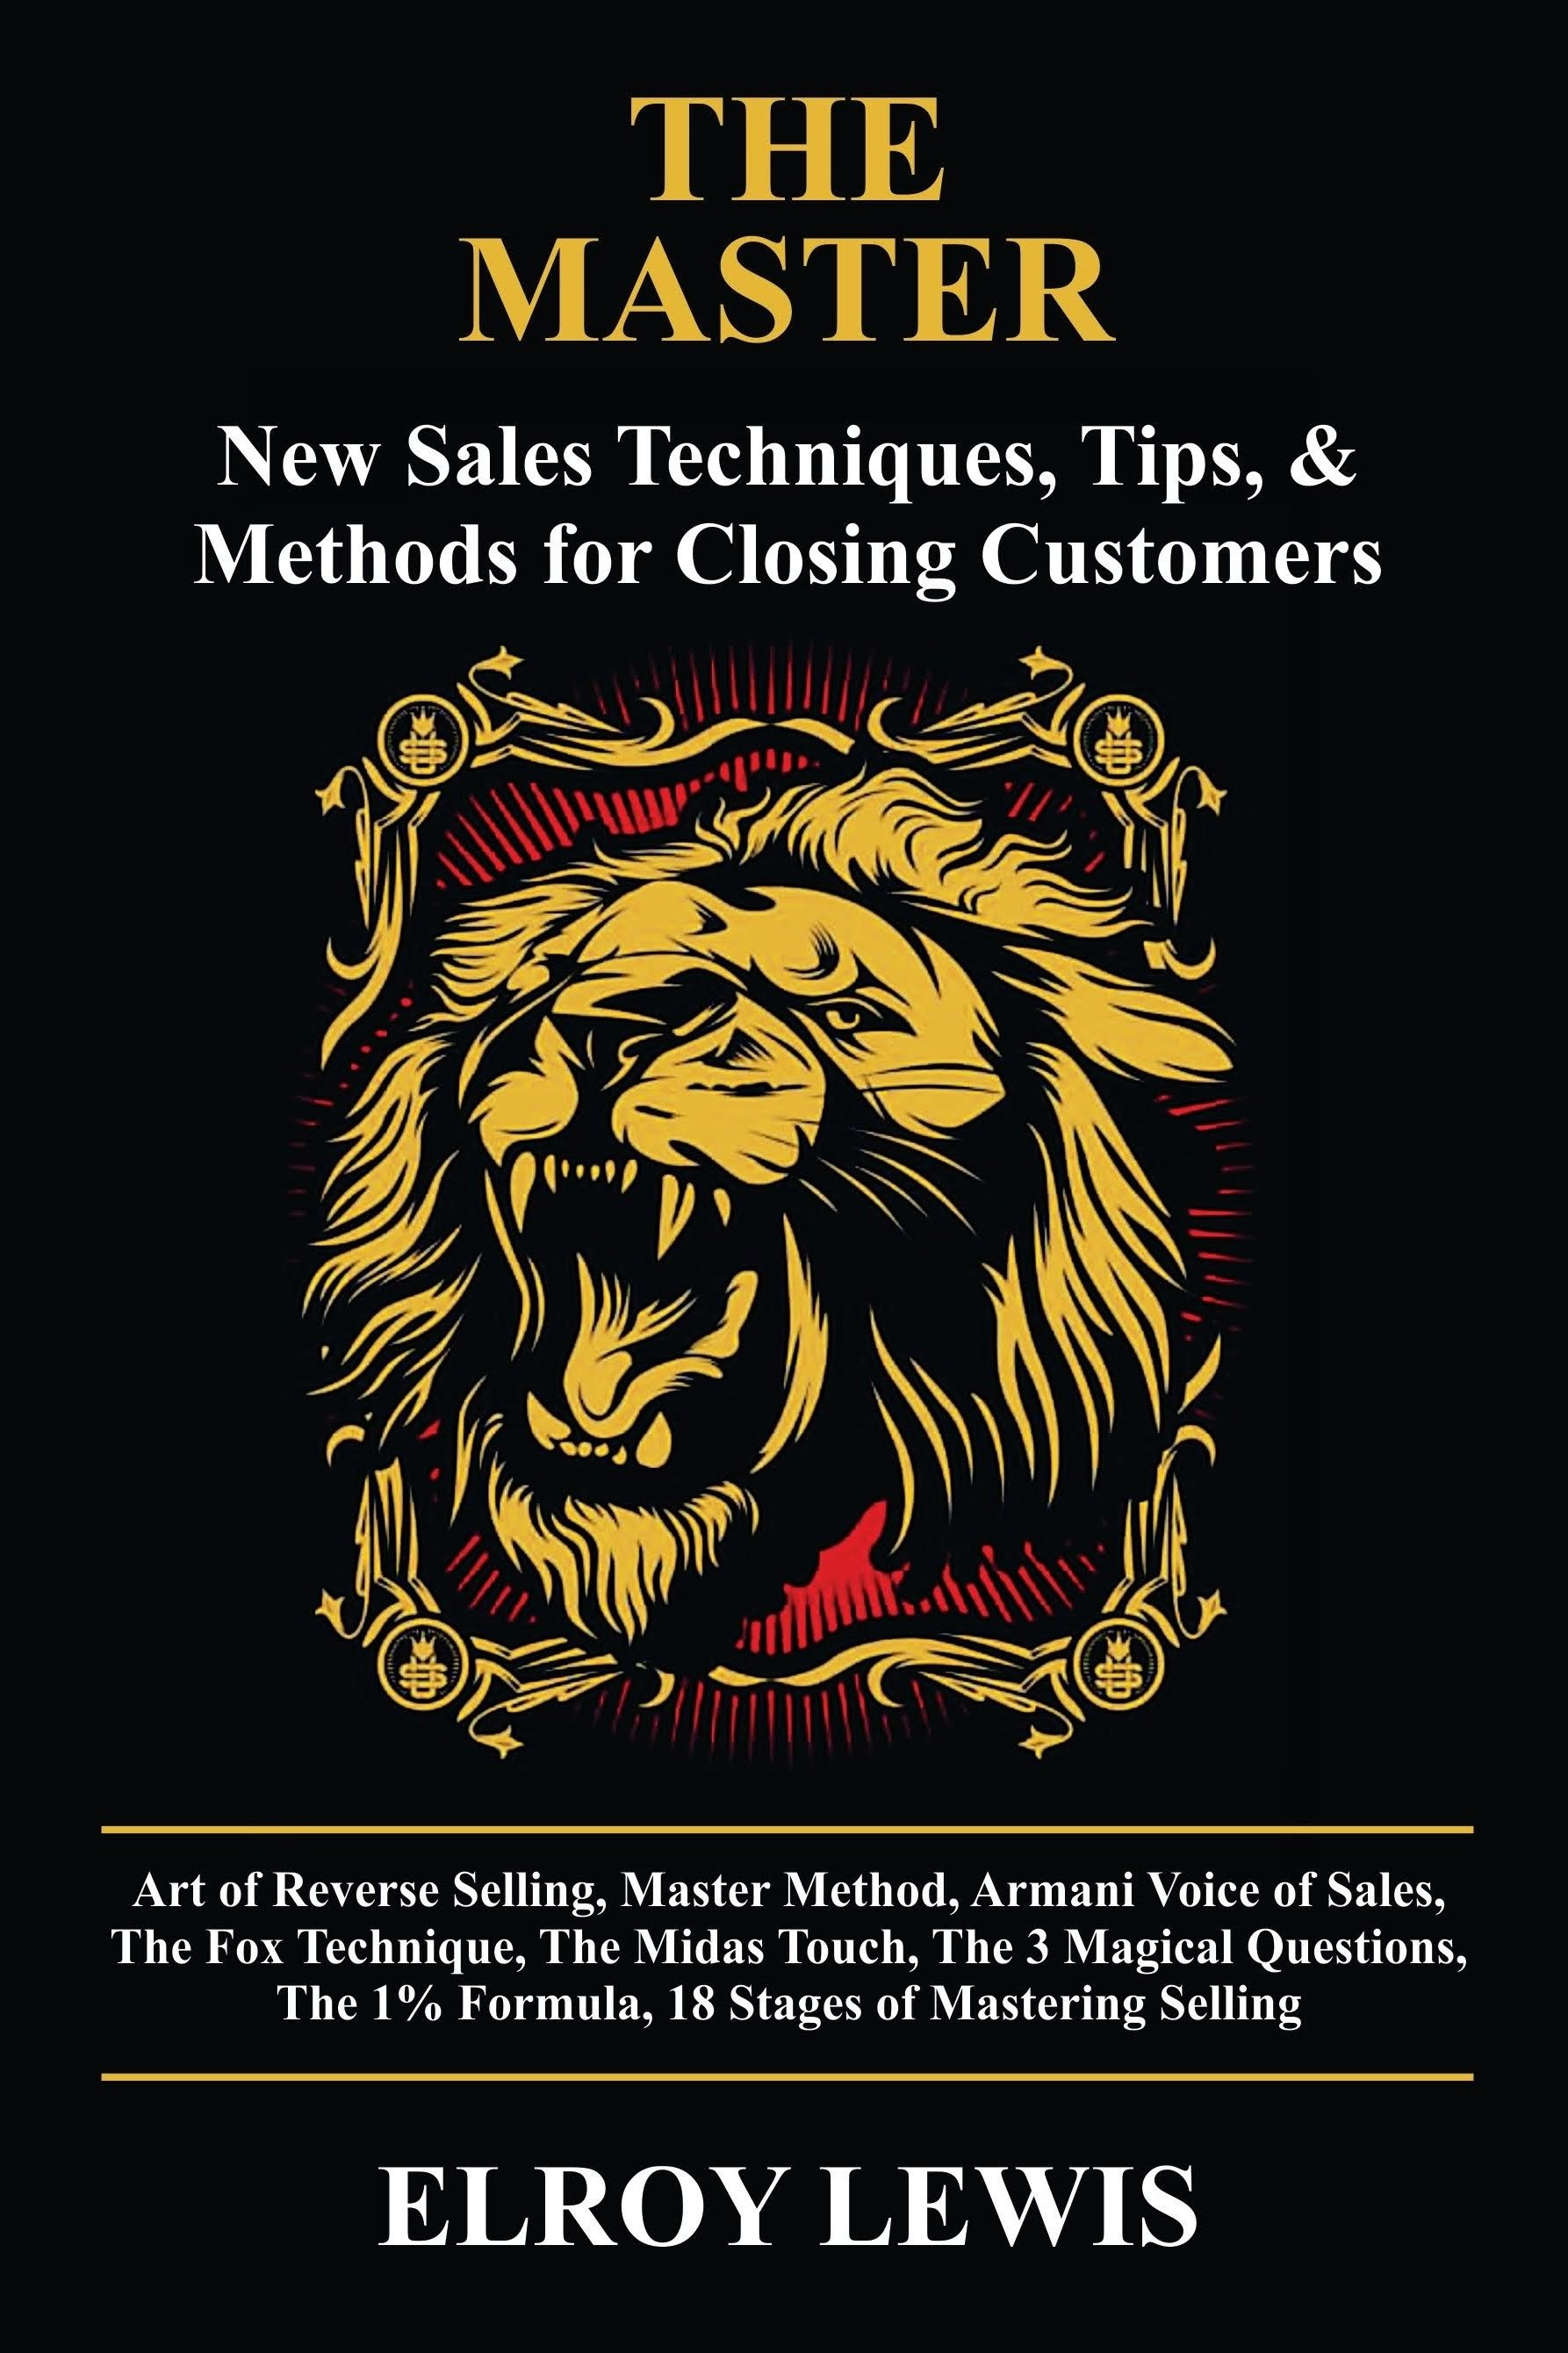 THE
MASTER
New Sales Techniques, Tips, &
Methods for Closing Customers
Art of Reverse Selling, Master Method, Armani Voice of Sales,
The Fox Technique, The Midas Touch, The 3 Magical Questions,
The 1% Formula, 18 Stages of Mastering Selling
ELROY LEWIS